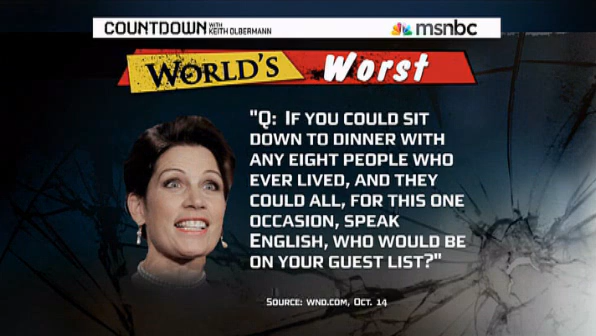 COUNTDOWN WITH KEITH OLBERMANN msnbc
WORLD'S Worst
"Q: IF YOU COULD SIT
DOWN TO DINNER WITH
ANY EIGHT PEOPLE WHO
EVER LIVED, AND THEY
COULD ALL, FOR THIS ONE
OCCASION, SPEAK
ENGLISH, WHO WOULD BE
ON YOUR GUEST LIST?"
SOURCE: WND.COM, OCT. 14